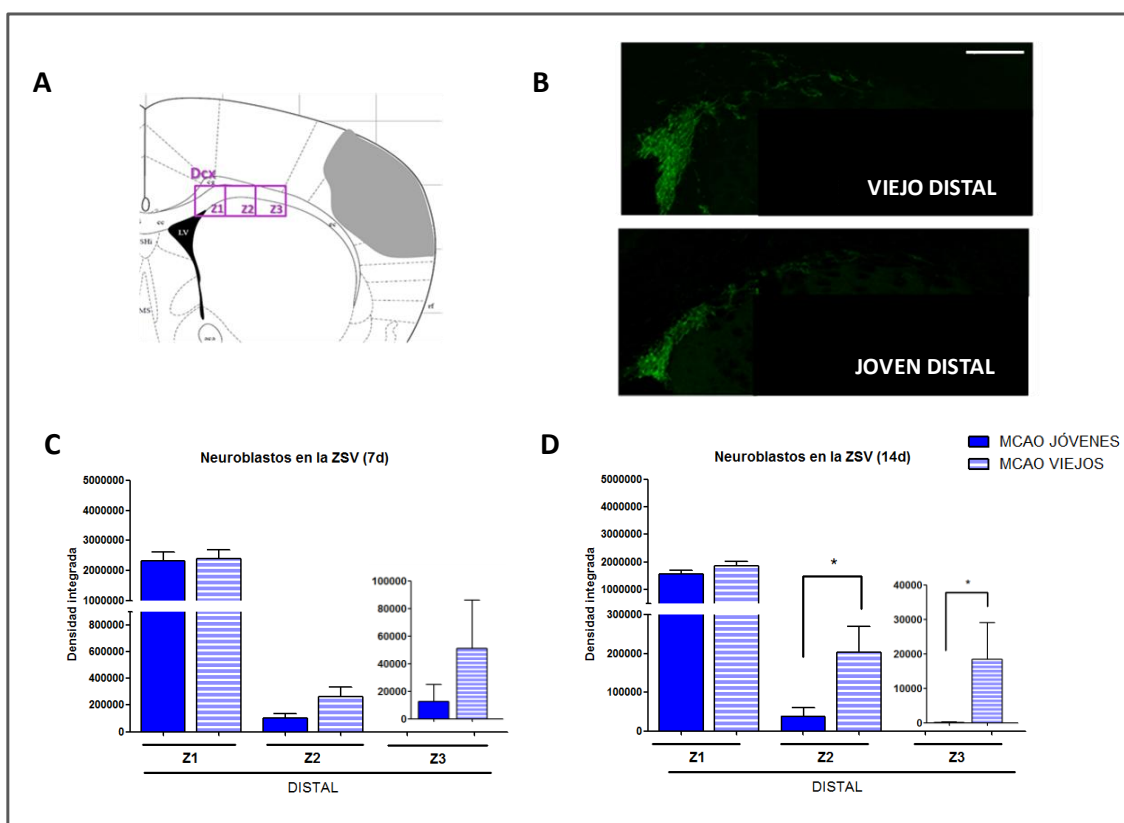 A
Dcx
Z1 Z2 Z3
cc
LV
MS
B
VIEJO DISTAL
JOVEN DISTAL
C
Neuroblastos en la ZSV (7d)
Densidad integrada
5000000
4000000
3000000
2000000
1000000
800000
600000
400000
200000
0
100000
80000
60000
40000
20000
0
Z1 Z2 Z3
DISTAL
D
MCAO JÓVENES
MCAO VIEJOS
Neuroblastos en la ZSV (14d)
Densidad integrada
5000000
4000000
3000000
2000000
1000000
300000
200000
100000
0
*
40000
30000
20000
10000
0
*
Z1 Z2 Z3
DISTAL